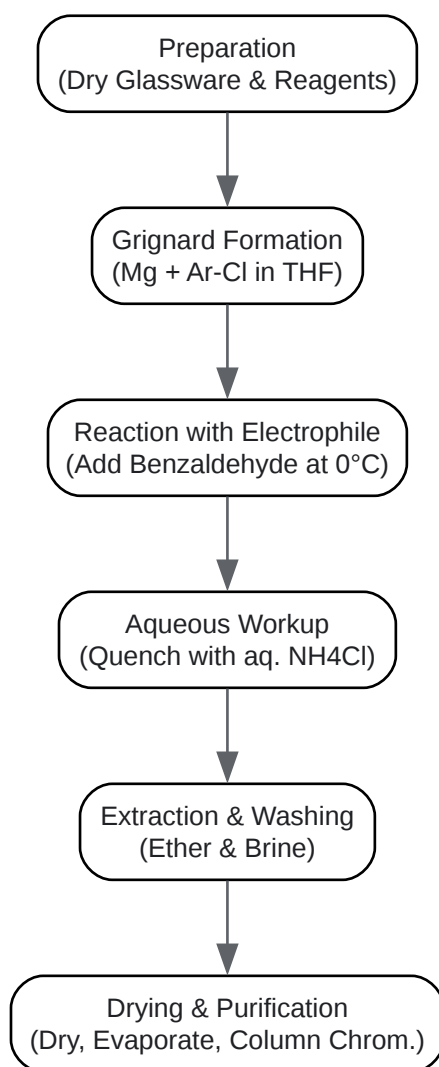 Preparation
(Dry Glassware & Reagents)
Grignard Formation
(Mg + Ar-Cl in THF)
Reaction with Electrophile
(Add Benzaldehyde at 0°C)
Aqueous Workup
(Quench with aq. NH4Cl)
Extraction & Washing
(Ether & Brine)
Drying & Purification
(Dry, Evaporate, Column Chrom.)